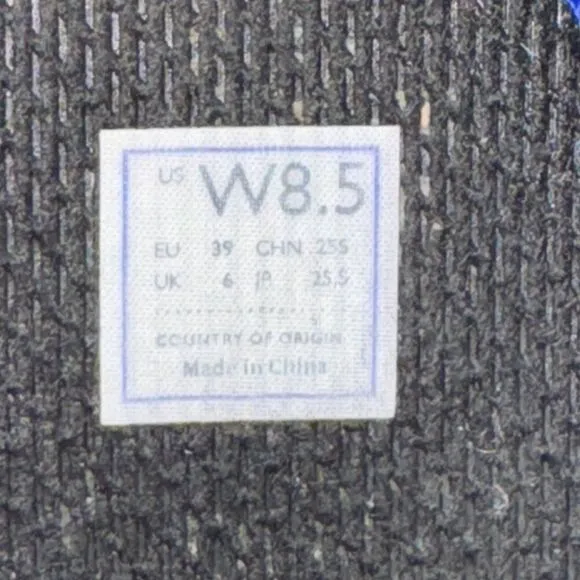 US W8.5
EU 39 CHN 255
UK 6 JP 25.5
COUNTRY OF ORIGIN
Made in China